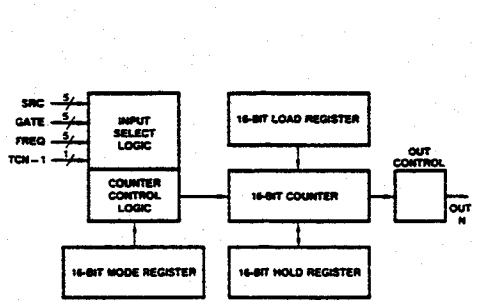 SRC 5
GATE 5
FREQ 5
TCN-1 1
INPUT
SELECT
LOGIC
COUNTER
CONTROL
LOGIC
16-BIT MODE REGISTER
16-BIT LOAD REGISTER
16-BIT COUNTER
16-BIT HOLD REGISTER
OUT
CONTROL
OUT
N